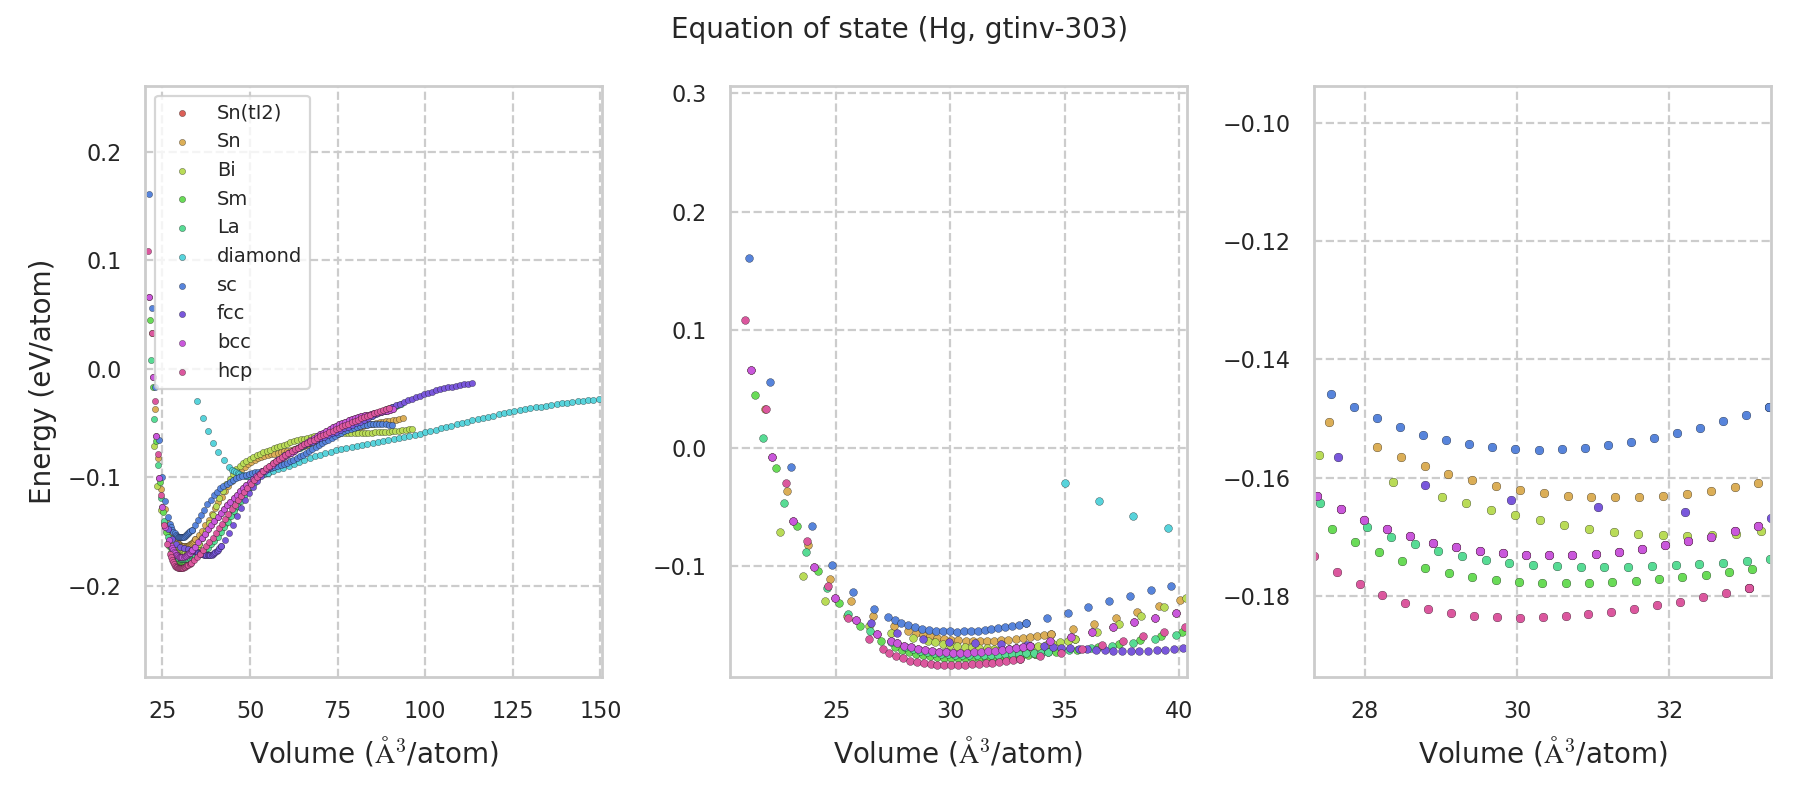 Equation of state (Hg, gtinv-303)
Energy (eV/atom)
0.2
0.1
0.0
−0.1
−0.2
Sn(tI2)
Sn
Bi
Sm
La
diamond
sc
fcc
bcc
hcp
25 50 75 100 125 150
Volume (Å³/atom)
0.3
0.2
0.1
0.0
−0.1
25 30 35 40
Volume (Å³/atom)
−0.10
−0.12
−0.14
−0.16
−0.18
28 30 32
Volume (Å³/atom)